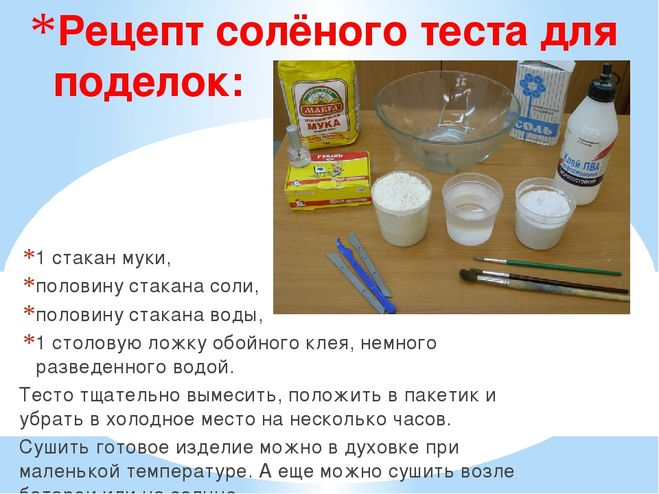 *Рецепт солёного теста для
поделок:
МАКФА
МУКА
ГУАШЬ
СОЛЬ
Клей ПВА
*1 стакан муки,
*половину стакана соли,
*половину стакана воды,
*1 столовую ложку обойного клея, немного
разведенного водой.
Тесто тщательно вымесить, положить в пакетик и
убрать в холодное место на несколько часов.
Сушить готовое изделие можно в духовке при
маленькой температуре. А еще можно сушить возле
батареи или на солнце